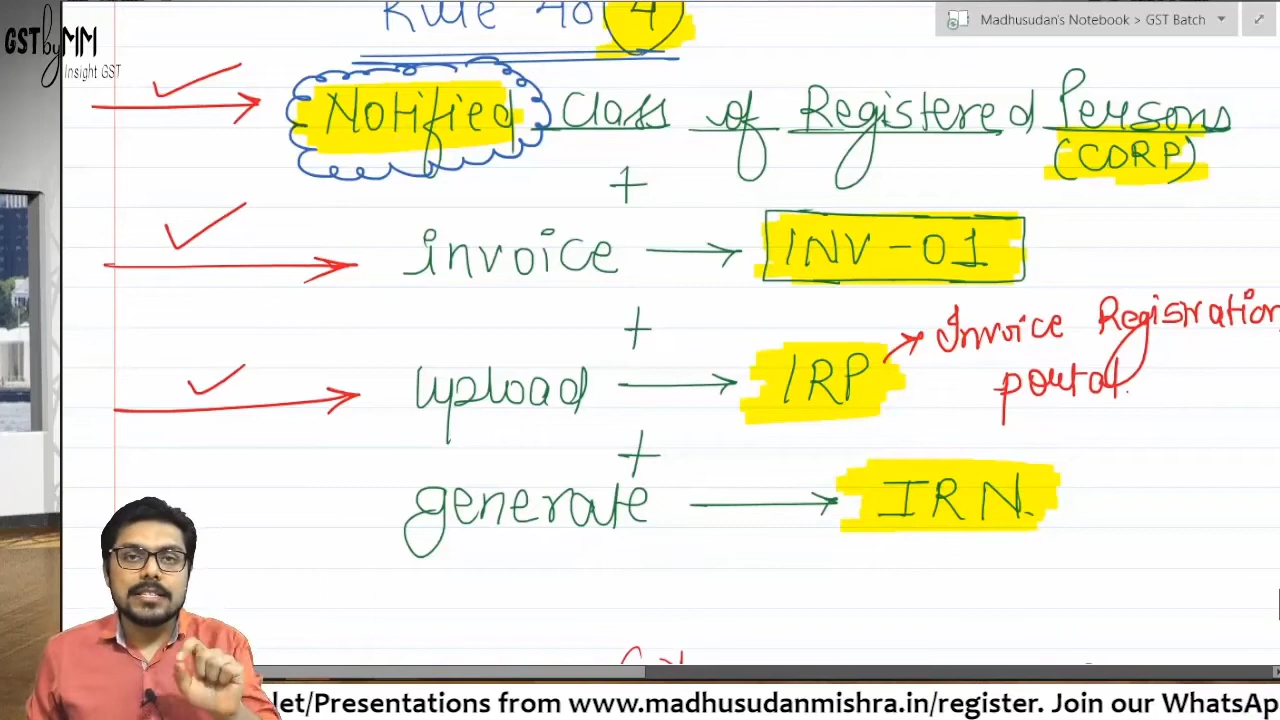 Rule 48(4)
Madhusudan's Notebook > GST Batch
GST by MM
Insight GST
Notified Class of Registered Persons
(CORP)
+
invoice → INV-01
+
Invoice Registration
upload → IRP
portal
+
generate → IRN.
let/Presentations from www.madhusudanmishra.in/register. Join our WhatsAp